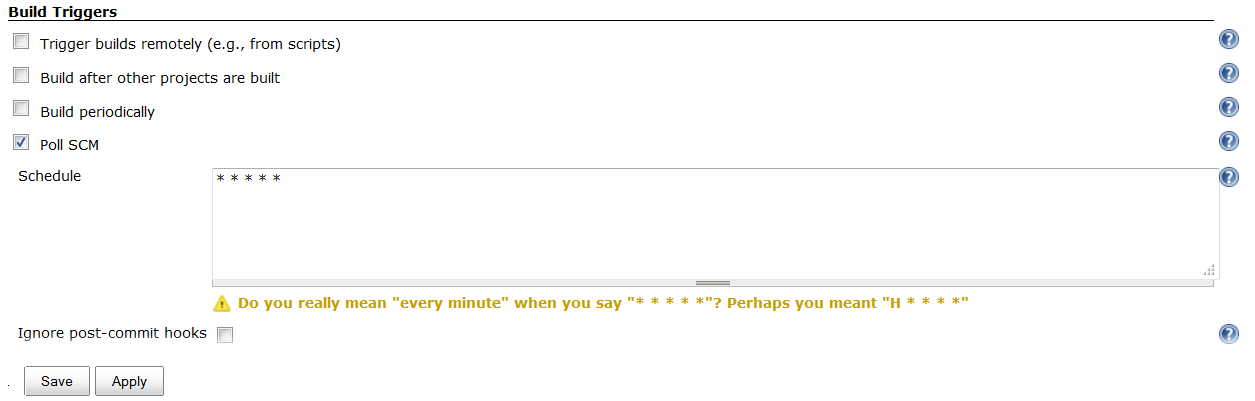 Build Triggers
Trigger builds remotely (e.g., from scripts)
Build after other projects are built
Build periodically
Poll SCM
Schedule
* * * * *
Do you really mean "every minute" when you say "* * * * *"? Perhaps you meant "H * * * *"
Ignore post-commit hooks
. Save Apply